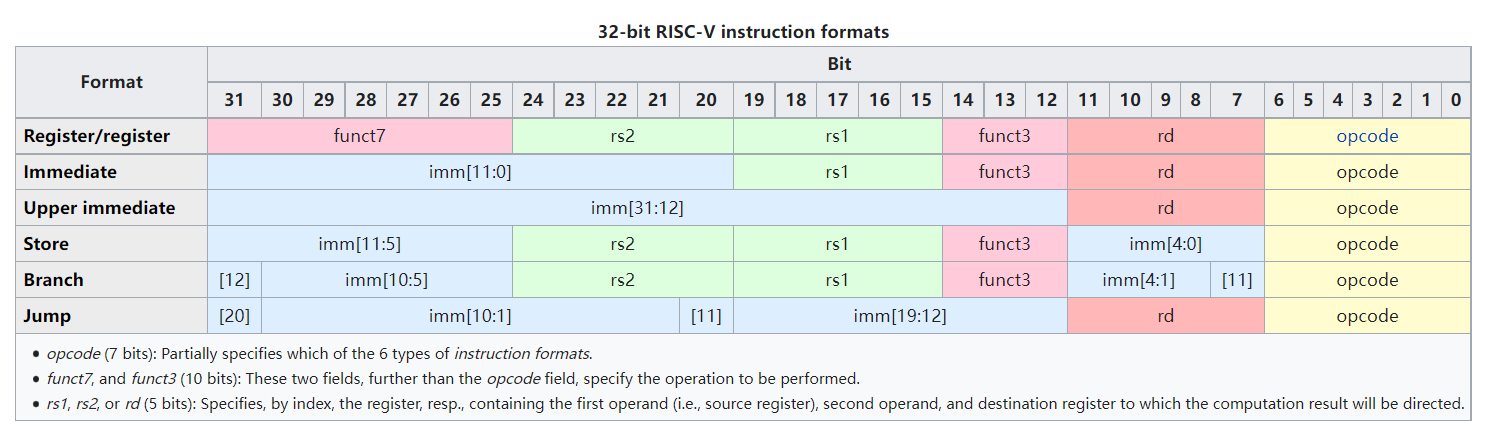 32-bit RISC-V instruction formats
Format Bit
31 30 29 28 27 26 25 24 23 22 21 20 19 18 17 16 15 14 13 12 11 10 9 8 7 6 5 4 3 2 1 0
Register/register funct7 rs2 rs1 funct3 rd opcode
Immediate imm[11:0] rs1 funct3 rd opcode
Upper immediate imm[31:12] rd opcode
Store imm[11:5] rs2 rs1 funct3 imm[4:0] opcode
Branch [12] imm[10:5] rs2 rs1 funct3 imm[4:1] [11] opcode
Jump [20] imm[10:1] [11] imm[19:12] rd opcode
• opcode (7 bits): Partially specifies which of the 6 types of instruction formats.
• funct7, and funct3 (10 bits): These two fields, further than the opcode field, specify the operation to be performed.
• rs1, rs2, or rd (5 bits): Specifies, by index, the register, resp., containing the first operand (i.e., source register), second operand, and destination register to which the computation result will be directed.